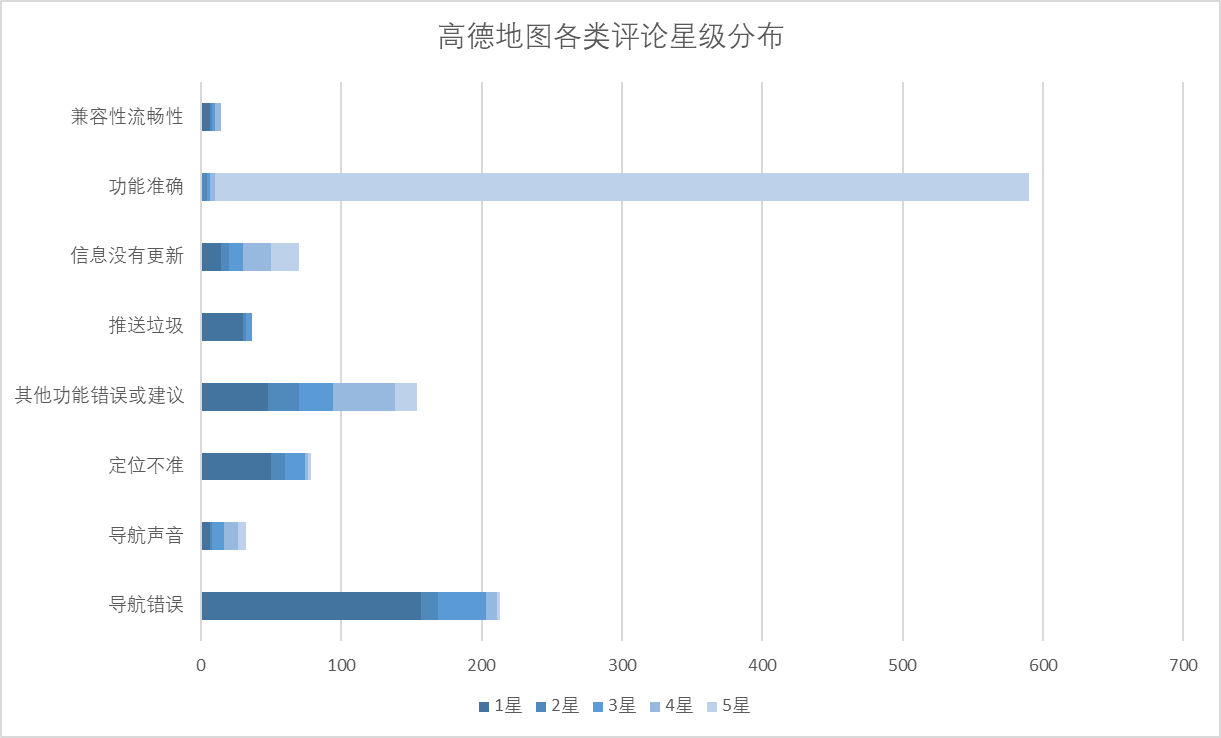 高德地图各类评论星级分布
兼容性流畅性
功能准确
信息没有更新
推送垃圾
其他功能错误或建议
定位不准
导航声音
导航错误
0 100 200 300 400 500 600 700
1星 2星 3星 4星 5星